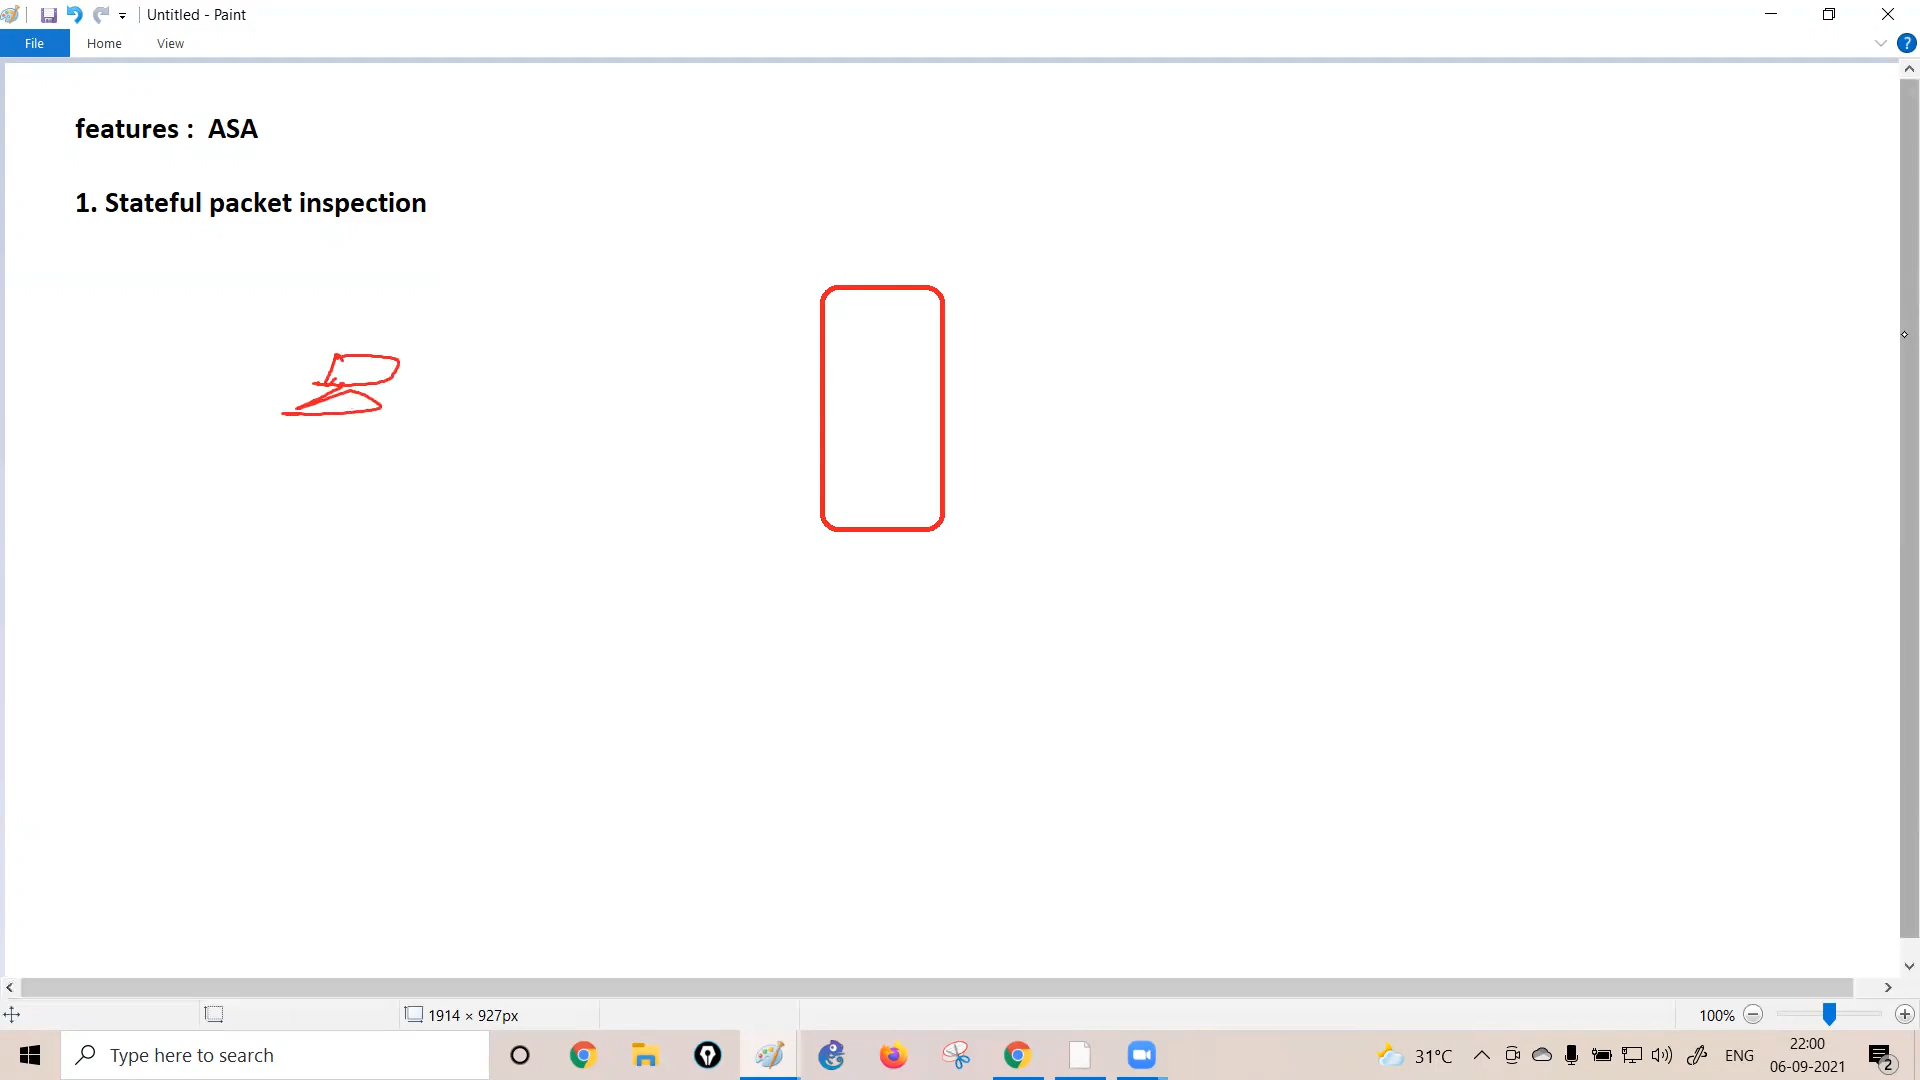 Untitled - Paint
File Home View
features : ASA
1. Stateful packet inspection
1914 × 927px
100%
Type here to search
31°C
ENG
22:00
06-09-2021
2